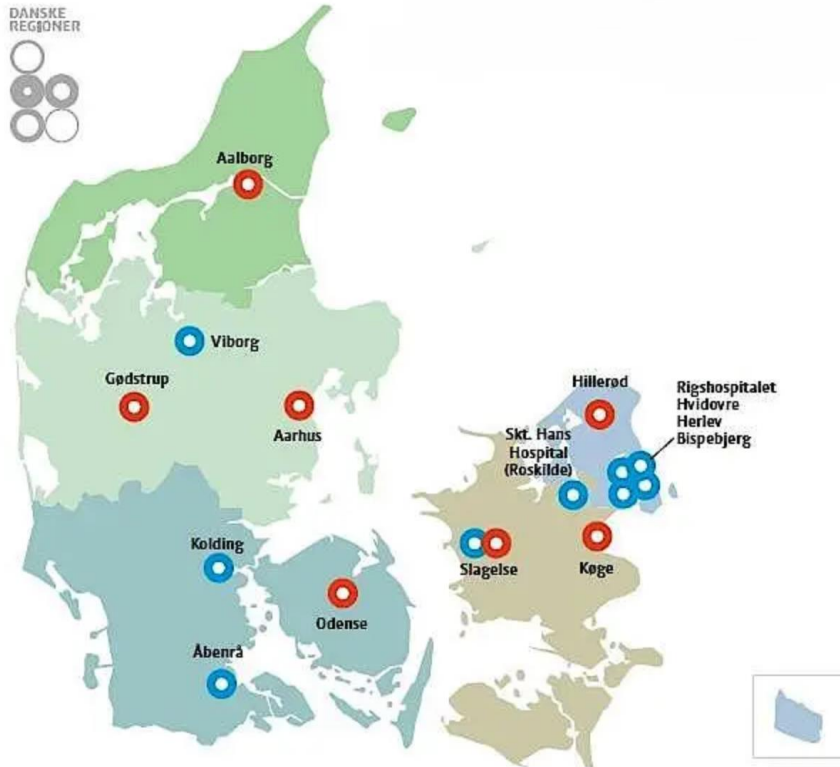 DANSKE
REGIONER
Aalborg
Viborg
Gødstrup
Aarhus
Hillerød
Rigshospitalet
Hvidovre
Herlev
Bispebjerg
Skt. Hans
Hospital
(Roskilde)
Kolding
Slagelse
Køge
Odense
Åbenrå